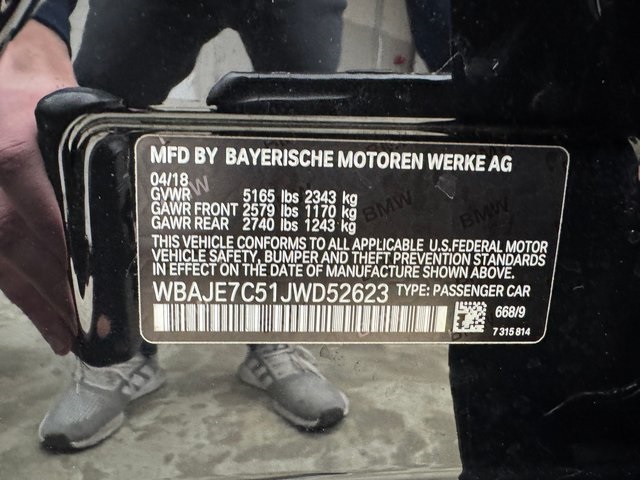 MFD BY BAYERISCHE MOTOREN WERKE AG
04/18
GVWR 5165 lbs 2343 kg
GAWR FRONT 2579 lbs 1170 kg
GAWR REAR 2740 lbs 1243 kg
THIS VEHICLE CONFORMS TO ALL APPLICABLE U.S.FEDERAL MOTOR
VEHICLE SAFETY, BUMPER AND THEFT PREVENTION STANDARDS
IN EFFECT ON THE DATE OF MANUFACTURE SHOWN ABOVE.
WBAJE7C51JWD52623 TYPE: PASSENGER CAR
668/9
7 315 814
BMW
BMW